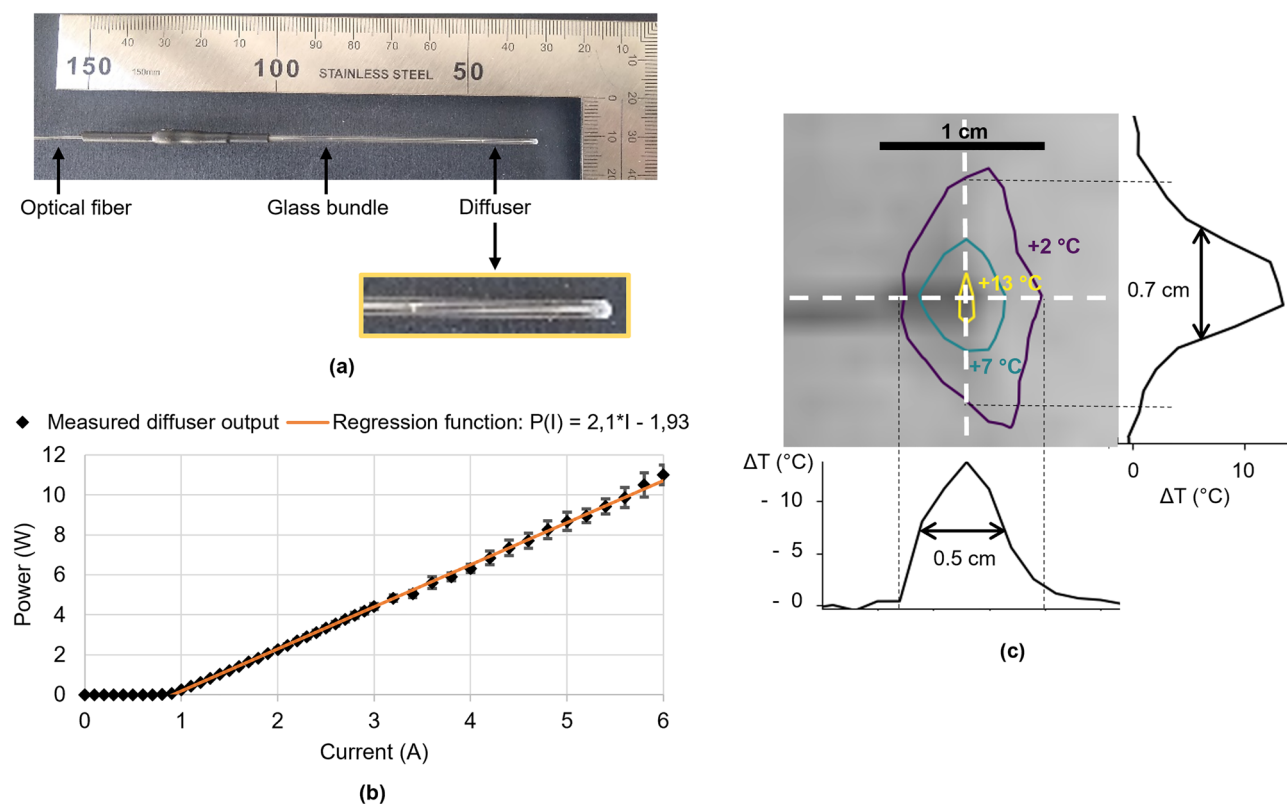 40 30 20 10 90 80 70 60 40 30 20 10
150 150mm 100 STAINLESS STEEL 50
10
0
10
20
30
40
Optical fiber
Glass bundle
Diffuser
(a)
Measured diffuser output
Regression function: P(I) = 2,1*I - 1,93
12
10
8
6
4
2
0
Power (W)
0 1 2 3 4 5 6
Current (A)
(b)
1 cm
+2 °C
+13 °C
+7 °C
0.7 cm
0 10
ΔT (°C)
ΔT (°C)
- 10
- 5
- 0
0.5 cm
(c)